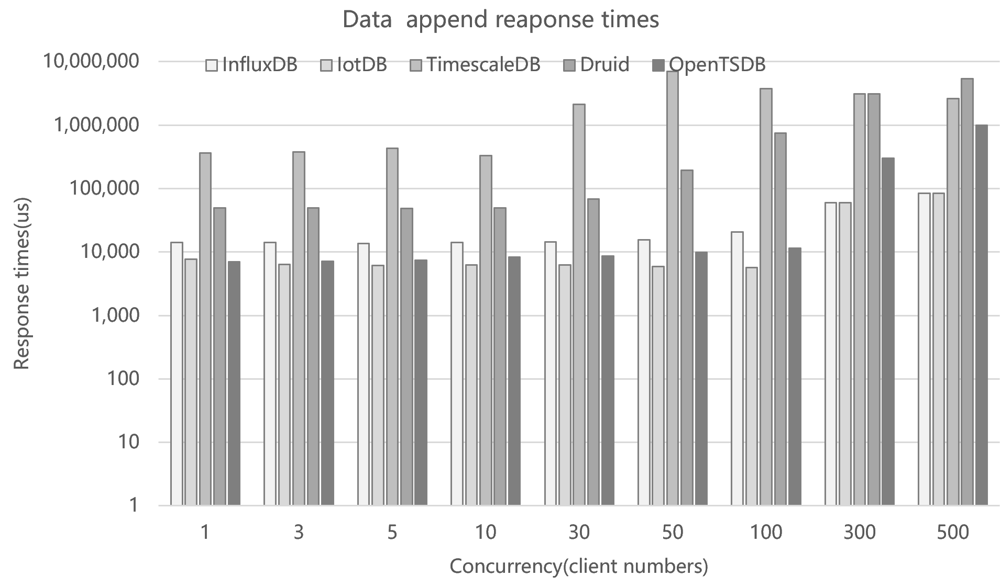 Data  append reaponse times
InfluxDB IotDB TimescaleDB Druid OpenTSDB
10,000,000
1,000,000
100,000
10,000
1,000
100
10
1
Response times(us)
1 3 5 10 30 50 100 300 500
Concurrency(client numbers)